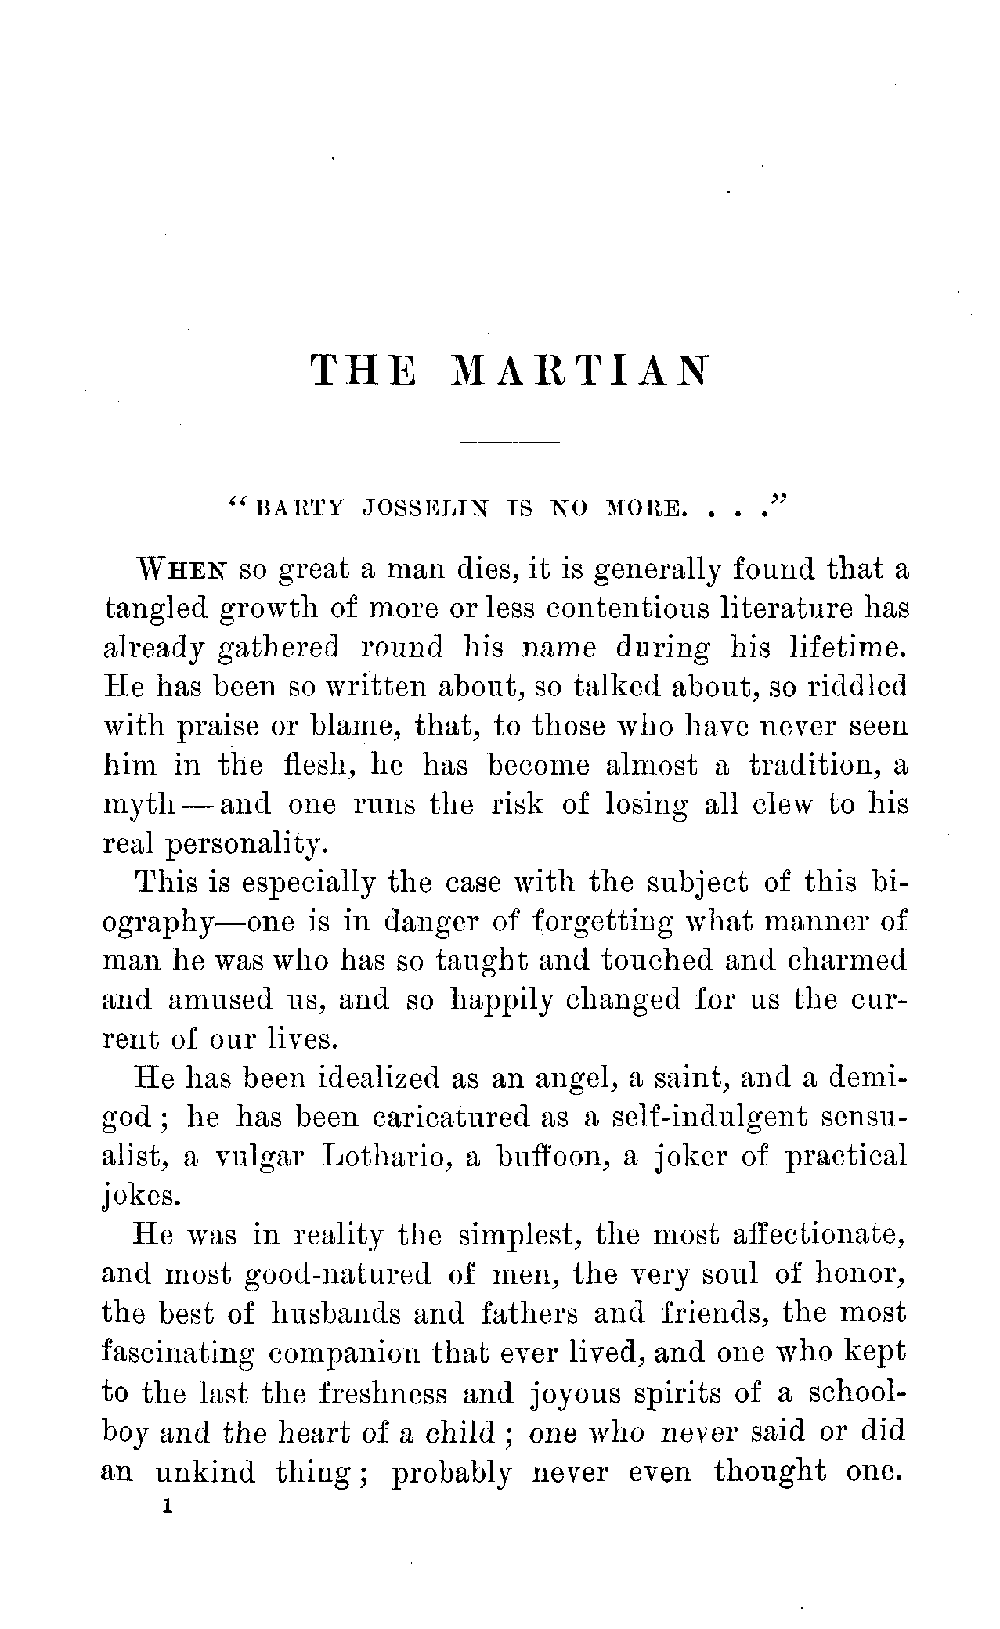 THE MARTIAN
“BARTY JOSSELIN IS NO MORE. . . .”
WHEN so great a man dies, it is generally found that a
tangled growth of more or less contentious literature has
already gathered round his name during his lifetime.
He has been so written about, so talked about, so riddled
with praise or blame, that, to those who have never seen
him in the flesh, he has become almost a tradition, a
myth—and one runs the risk of losing all clew to his
real personality.
This is especially the case with the subject of this bi-
ography—one is in danger of forgetting what manner of
man he was who has so taught and touched and charmed
and amused us, and so happily changed for us the cur-
rent of our lives.
He has been idealized as an angel, a saint, and a demi-
god; he has been caricatured as a self-indulgent sensu-
alist, a vulgar Lothario, a buffoon, a joker of practical
jokes.
He was in reality the simplest, the most affectionate,
and most good-natured of men, the very soul of honor,
the best of husbands and fathers and friends, the most
fascinating companion that ever lived, and one who kept
to the last the freshness and joyous spirits of a school-
boy and the heart of a child; one who never said or did
an unkind thing; probably never even thought one.
1